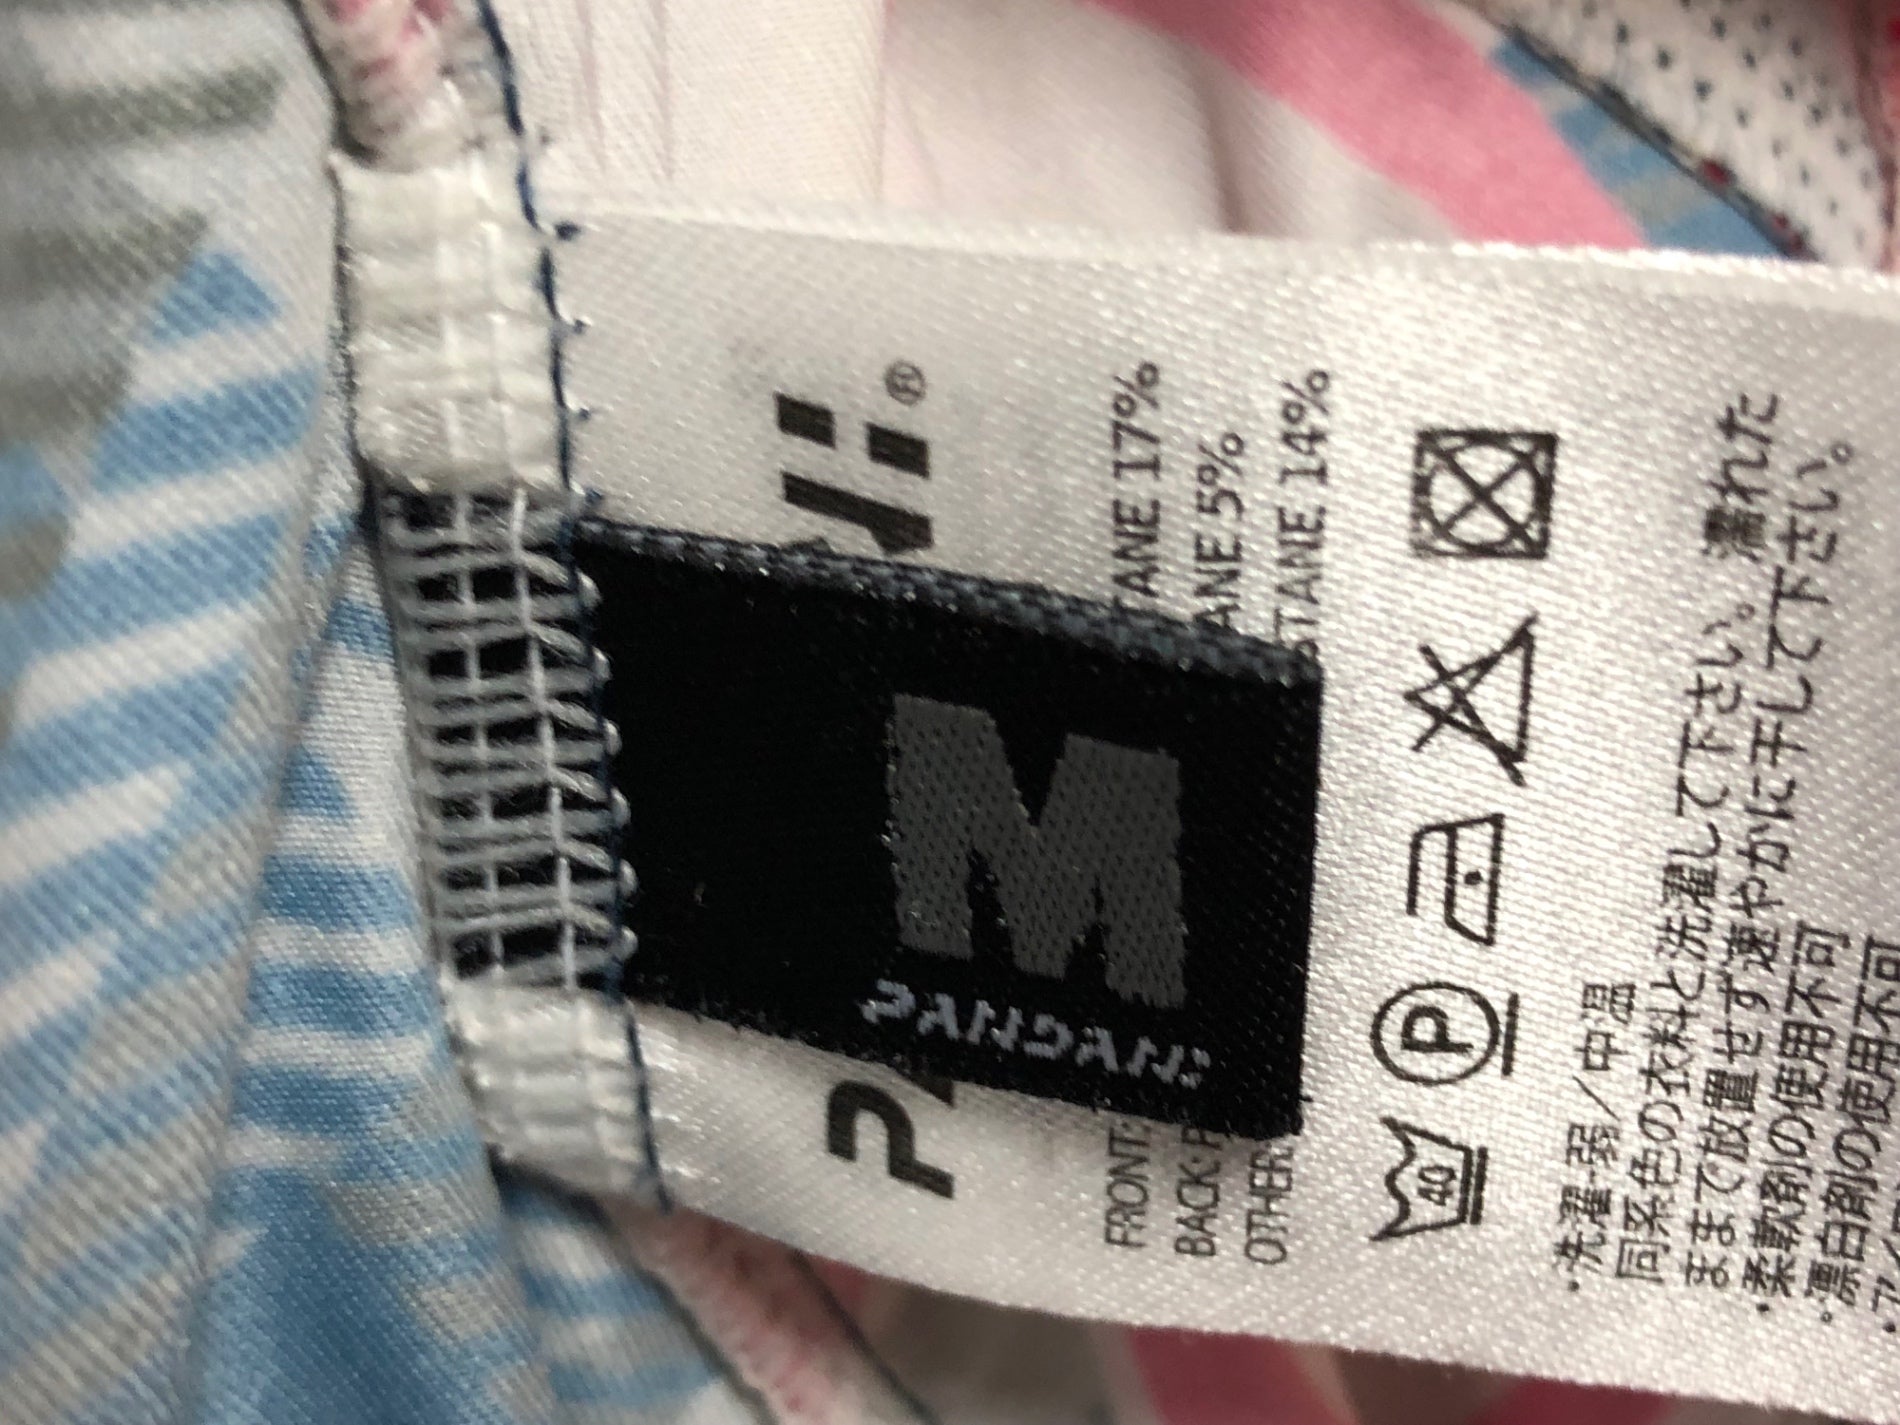 M
PANDANI
®
FRONT: TANE 17%
BACK: ANE 5%
OTHER STANE 14%
40
P
・洗濯-弱/中温
同系色の衣料と洗濯して下さい。濡れた
ままで放置せず速やかに干して下さい。
・柔軟剤の使用不可
・漂白剤の使用不可